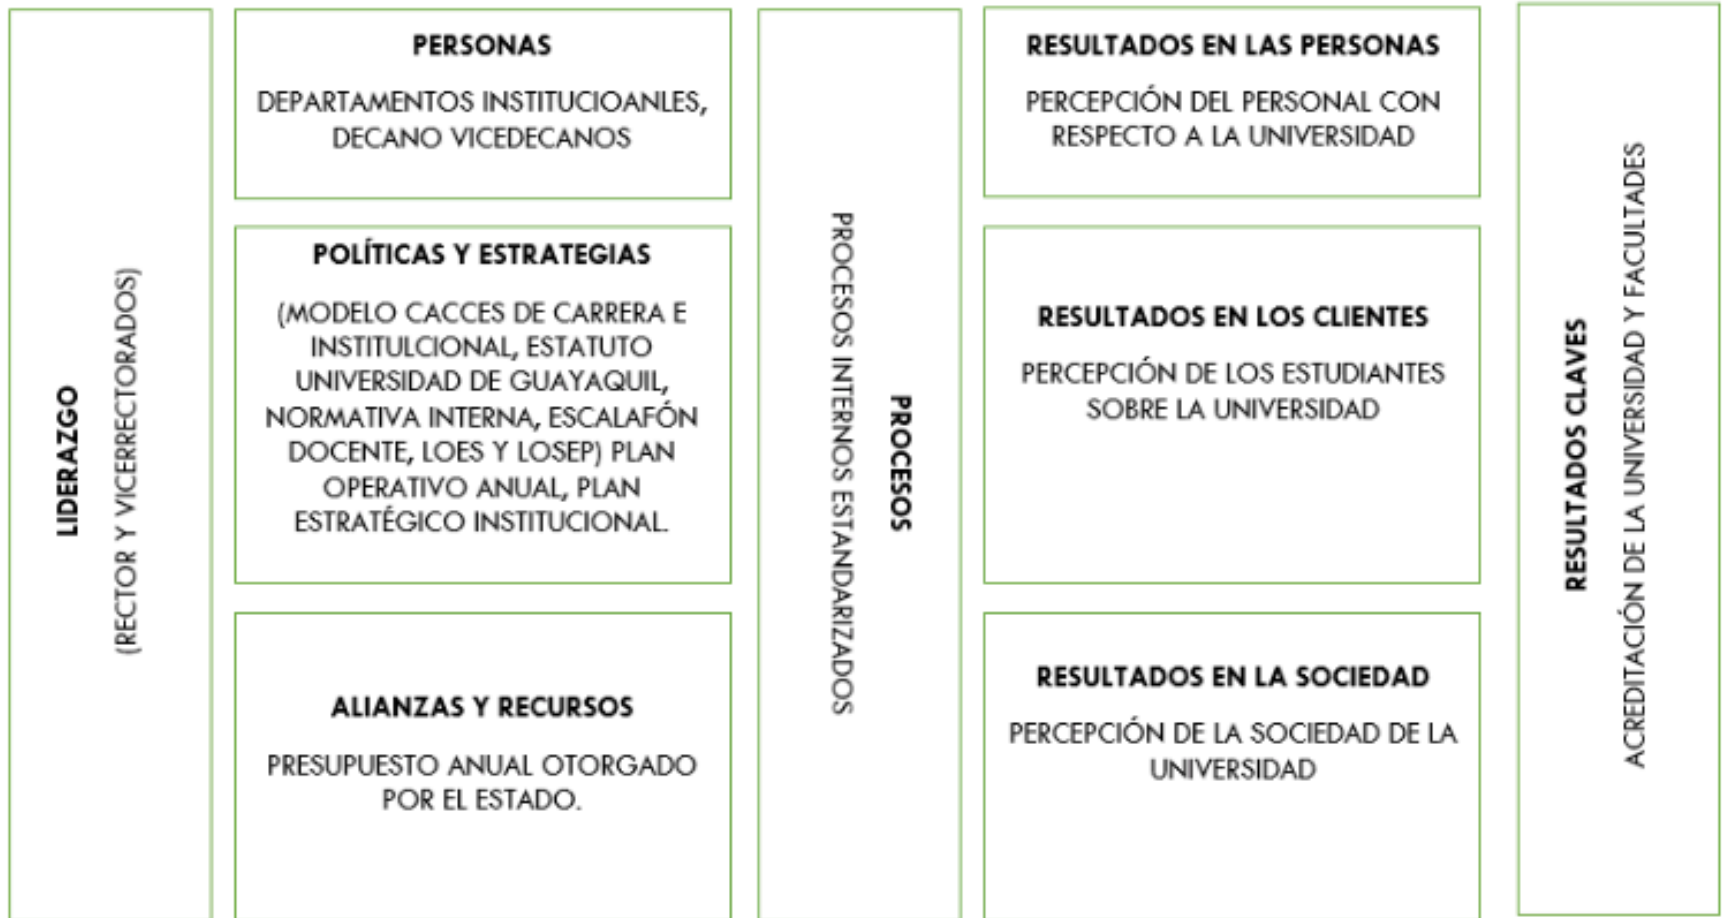 LIDERAZGO
(RECTOR Y VICERRECTORADOS)
PERSONAS
DEPARTAMENTOS INSTITUCIOANLES,
DECANO VICEDECANOS
POLÍTICAS Y ESTRATEGIAS
(MODELO CACCES DE CARRERA E
INSTITULCIONAL, ESTATUTO
UNIVERSIDAD DE GUAYAQUIL,
NORMATIVA INTERNA, ESCALAFÓN
DOCENTE, LOES Y LOSEP) PLAN
OPERATIVO ANUAL, PLAN
ESTRATÉGICO INSTITUCIONAL.
ALIANZAS Y RECURSOS
PRESUPUESTO ANUAL OTORGADO
POR EL ESTADO.
PROCESOS
PROCESOS INTERNOS ESTANDARIZADOS
RESULTADOS EN LAS PERSONAS
PERCEPCIÓN DEL PERSONAL CON
RESPECTO A LA UNIVERSIDAD
RESULTADOS EN LOS CLIENTES
PERCEPCIÓN DE LOS ESTUDIANTES
SOBRE LA UNIVERSIDAD
RESULTADOS EN LA SOCIEDAD
PERCEPCIÓN DE LA SOCIEDAD DE LA
UNIVERSIDAD
RESULTADOS CLAVES
ACREDITACIÓN DE LA UNIVERSIDAD Y FACULTADES